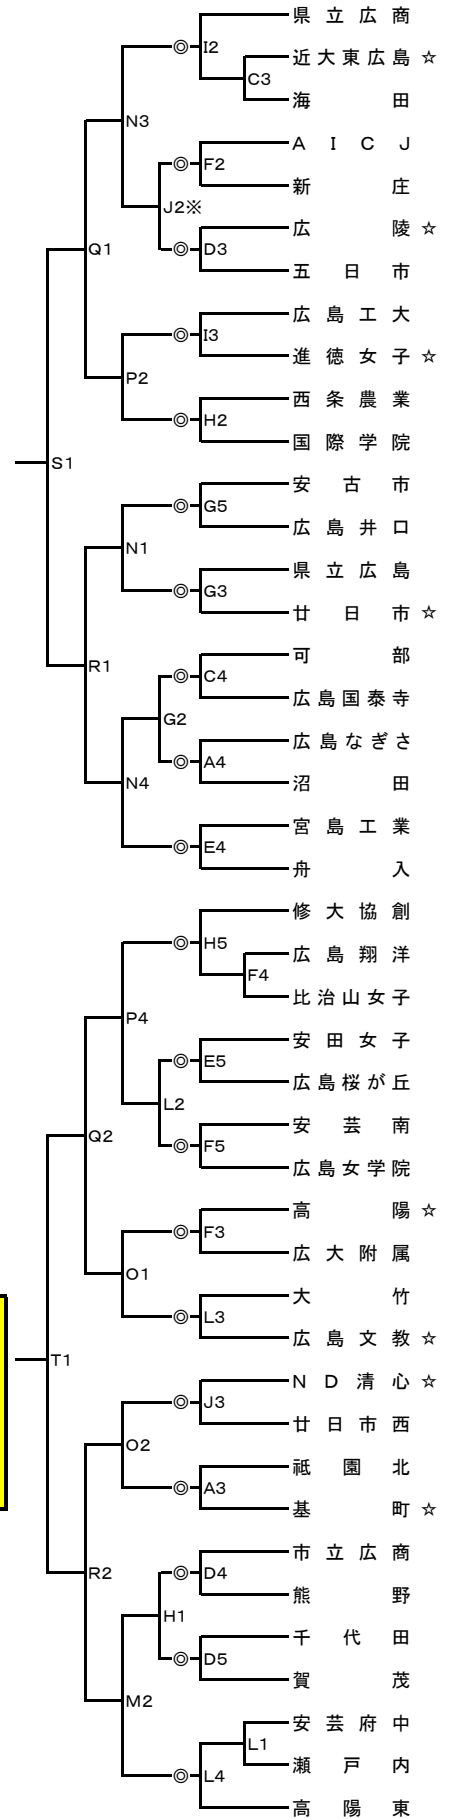 県立広商
◎ I2
近大東広島 ☆
C3
海田
N3
AICJ
◎ F2
新庄
J2※
広陵 ☆
Q1
◎ D3
五日市
広島工大
◎ I3
進徳女子 ☆
P2
西条農業
◎ H2
国際学院
S1
安古市
◎ G5
広島井口
N1
県立広島
◎ G3
廿日市 ☆
R1
可部
◎ C4
広島国泰寺
G2
広島なぎさ
◎ A4
沼田
N4
宮島工業
◎ E4
舟入
修大協創
◎ H5
広島翔洋
F4
比治山女子
P4
安田女子
◎ E5
広島桜が丘
L2
安芸南
Q2
◎ F5
広島女学院
高陽 ☆
◎ F3
広大附属
O1
大竹
◎ L3
広島文教 ☆
T1
ND清心 ☆
◎ J3
廿日市西
O2
祗園北
◎ A3
基町 ☆
市立広商
R2
◎ D4
熊野
H1
千代田
◎ D5
賀茂
M2
安芸府中
L1
瀬戸内
◎ L4
高陽東